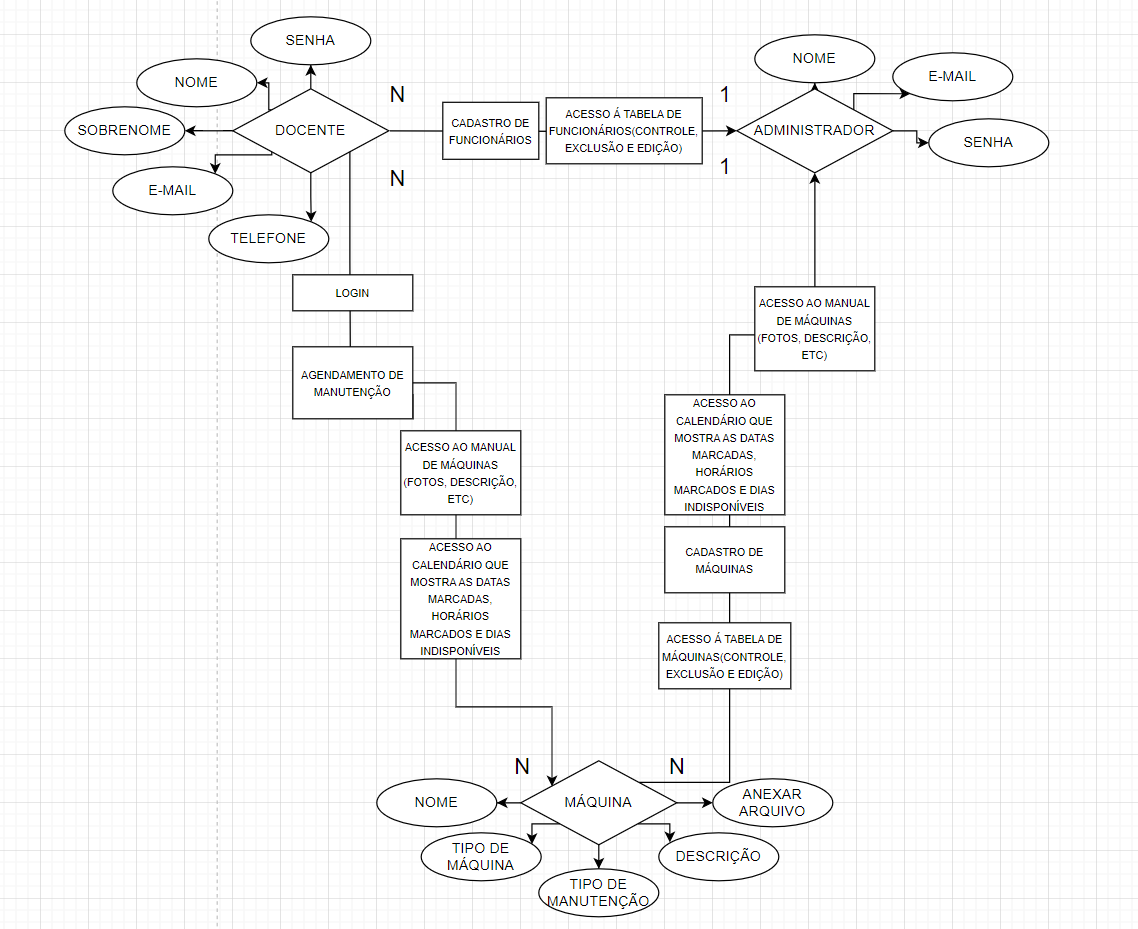 SENHA
NOME
SOBRENOME
DOCENTE
E-MAIL
TELEFONE
N
N
CADASTRO DE
FUNCIONÁRIOS
ACESSO Á TABELA DE
FUNCIONÁRIOS(CONTROLE,
EXCLUSÃO E EDIÇÃO)
1
1
NOME
E-MAIL
ADMINISTRADOR
SENHA
LOGIN
AGENDAMENTO DE
MANUTENÇÃO
ACESSO AO MANUAL
DE MÁQUINAS
(FOTOS, DESCRIÇÃO,
ETC)
ACESSO AO
CALENDÁRIO QUE
MOSTRA AS DATAS
MARCADAS,
HORÁRIOS
MARCADOS E DIAS
INDISPONÍVEIS
ACESSO AO MANUAL
DE MÁQUINAS
(FOTOS, DESCRIÇÃO,
ETC)
ACESSO AO
CALENDÁRIO QUE
MOSTRA AS DATAS
MARCADAS,
HORÁRIOS
MARCADOS E DIAS
INDISPONÍVEIS
CADASTRO DE
MÁQUINAS
ACESSO Á TABELA DE
MÁQUINAS(CONTROLE,
EXCLUSÃO E EDIÇÃO)
N
N
NOME
MÁQUINA
ANEXAR
ARQUIVO
TIPO DE
MÁQUINA
DESCRIÇÃO
TIPO DE
MANUTENÇÃO